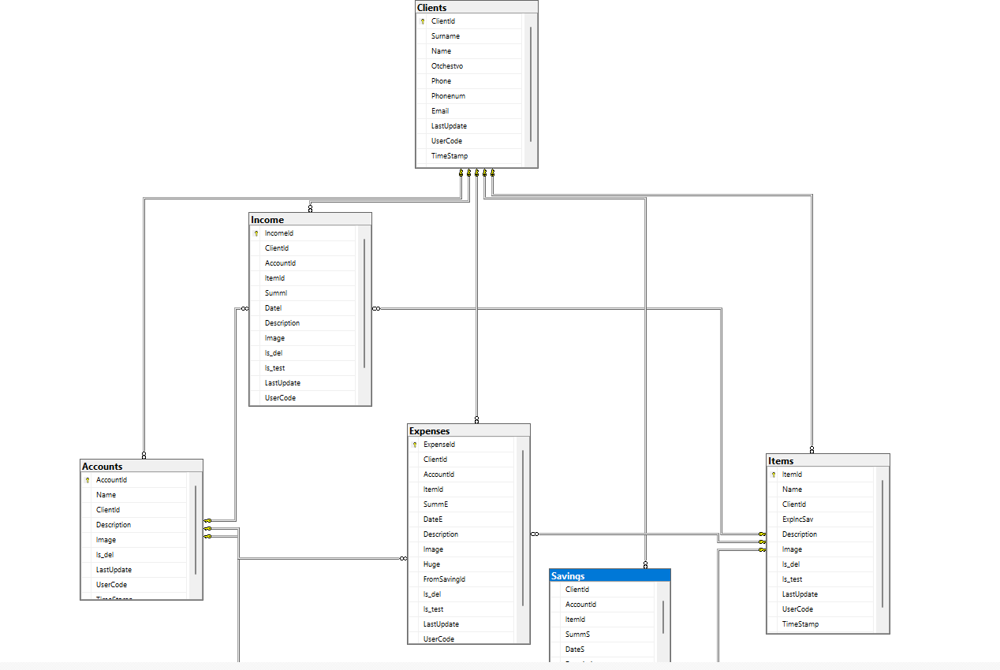 Clients
ClientId
Surname
Name
Otchestvo
Phone
Phonenum
Email
LastUpdate
UserCode
TimeStamp
Income
IncomeId
ClientId
AccountId
ItemId
SummI
DateI
Description
Image
Is_del
Is_test
LastUpdate
UserCode
Expenses
ExpenseId
ClientId
AccountId
ItemId
SummE
DateE
Description
Image
Huge
FromSavingId
Is_del
Is_test
LastUpdate
UserCode
Accounts
AccountId
Name
ClientId
Description
Image
Is_del
LastUpdate
UserCode
TimeStamp
Items
ItemId
Name
ClientId
ExpIncSav
Description
Image
Is_del
Is_test
LastUpdate
UserCode
TimeStamp
Savings
ClientId
AccountId
ItemId
SummS
DateS